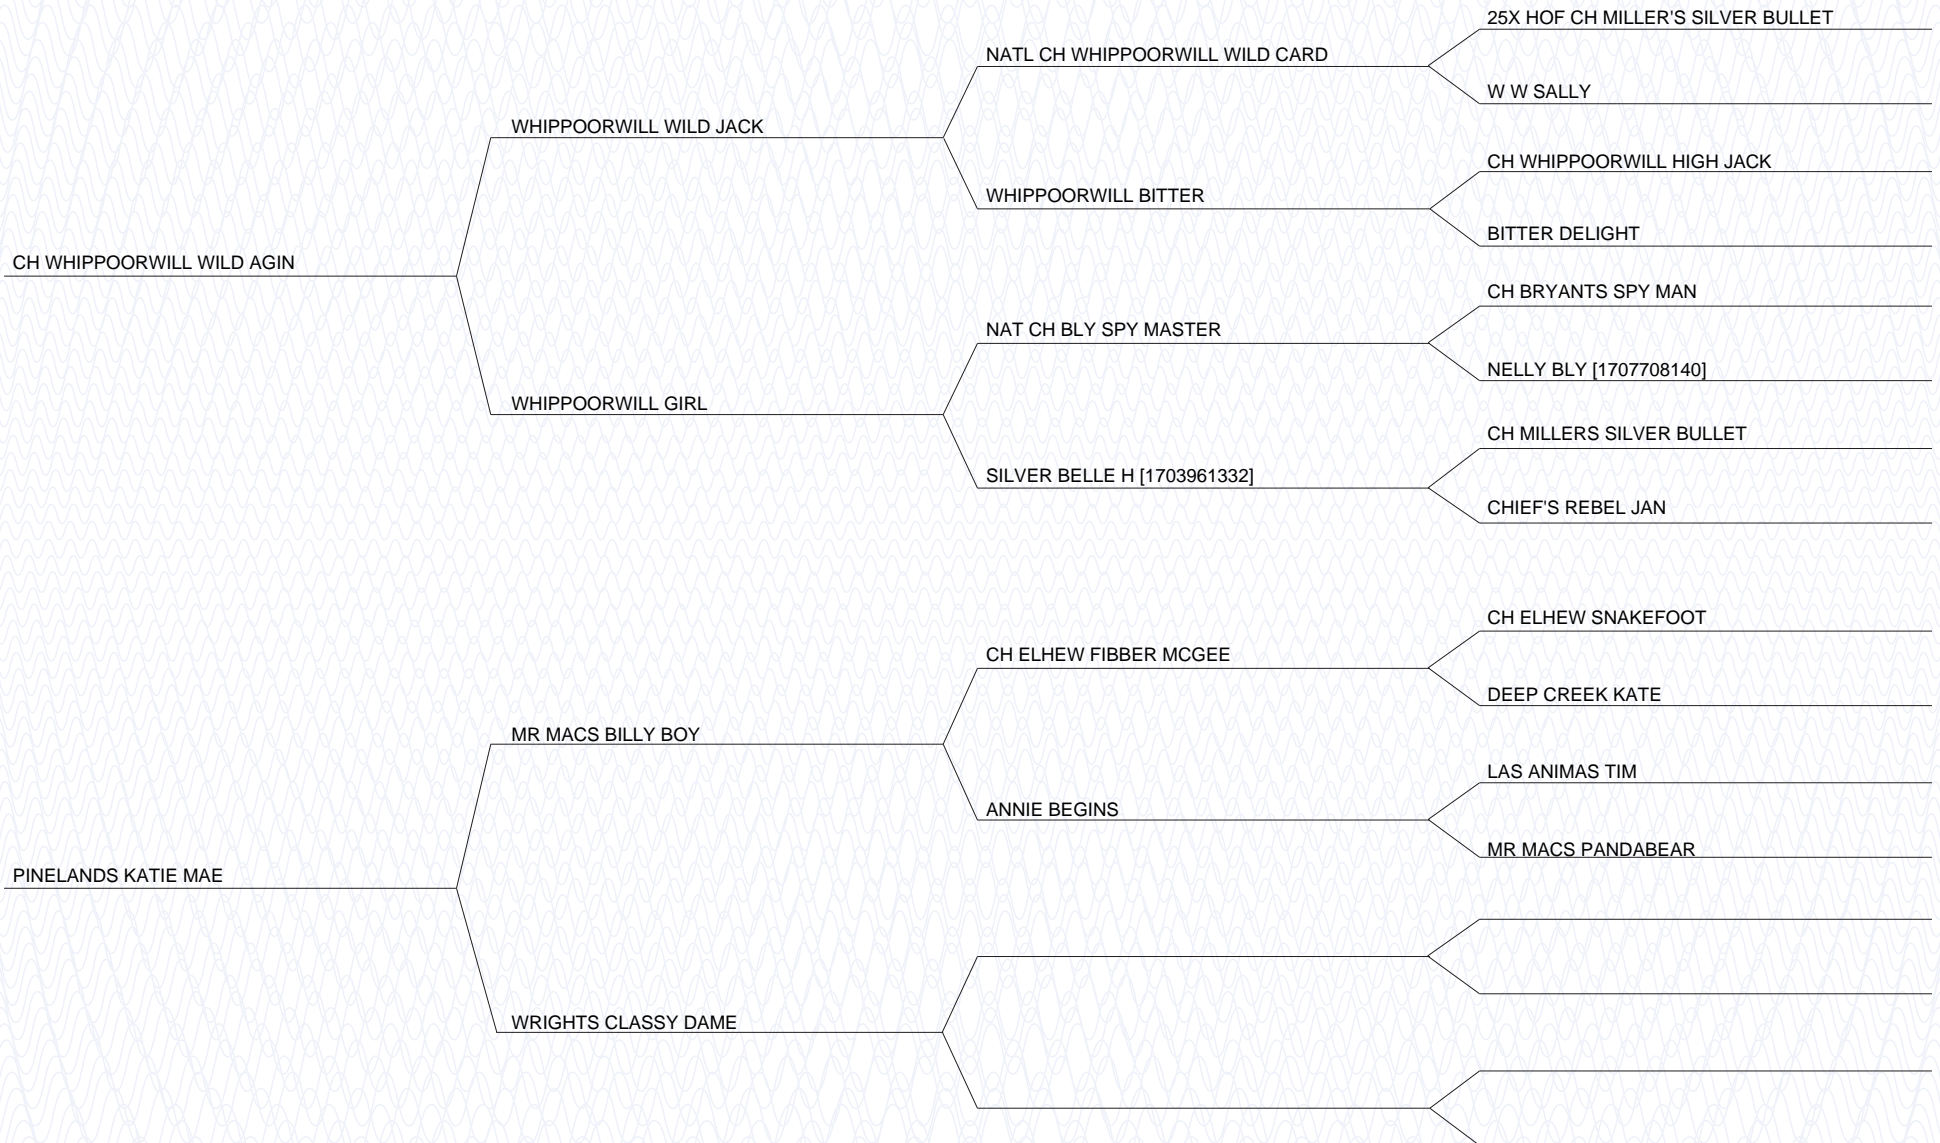 25X HOF CH MILLER'S SILVER BULLET
NATL CH WHIPPOORWILL WILD CARD
W W SALLY
WHIPPOORWILL WILD JACK
CH WHIPPOORWILL HIGH JACK
WHIPPOORWILL BITTER
BITTER DELIGHT
CH WHIPPOORWILL WILD AGIN
CH BRYANTS SPY MAN
NAT CH BLY SPY MASTER
NELLY BLY [1707708140]
WHIPPOORWILL GIRL
CH MILLERS SILVER BULLET
SILVER BELLE H [1703961332]
CHIEF'S REBEL JAN
CH ELHEW SNAKEFOOT
CH ELHEW FIBBER MCGEE
DEEP CREEK KATE
MR MACS BILLY BOY
LAS ANIMAS TIM
ANNIE BEGINS
MR MACS PANDABEAR
PINELANDS KATIE MAE
WRIGHTS CLASSY DAME